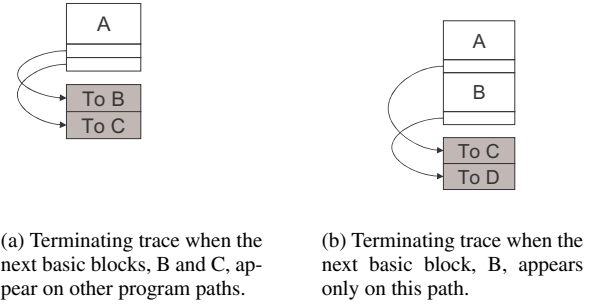 A
To B
To C
A
B
To C
To D
(a) Terminating trace when the
next basic blocks, B and C, ap-
pear on other program paths.
(b) Terminating trace when the
next basic block, B, appears
only on this path.